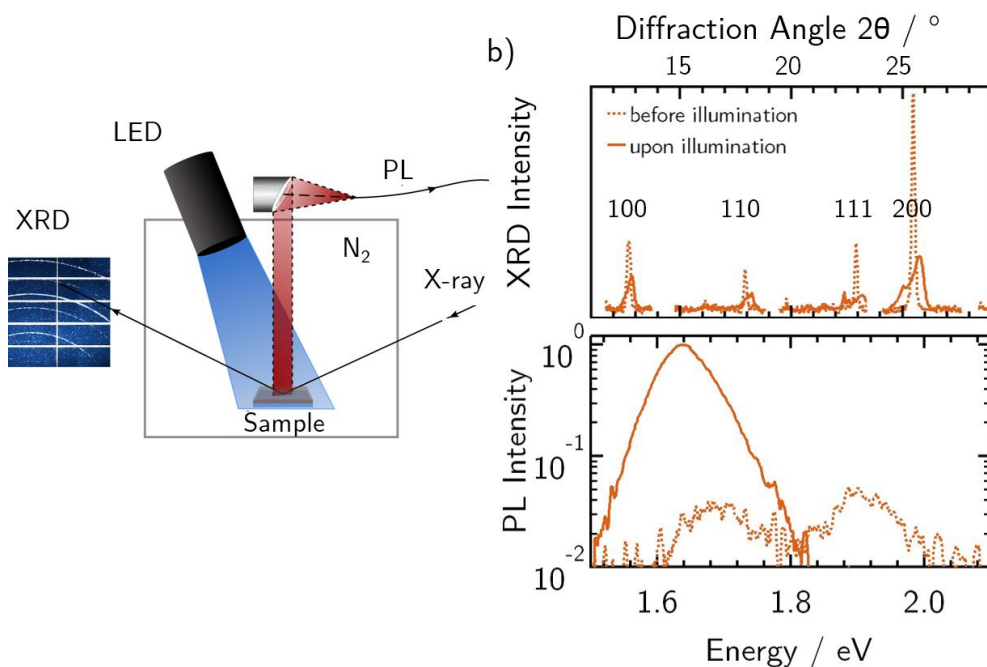 LED
PL
XRD
N2
X-ray
Sample
b)
Diffraction Angle 2θ / °
15 20 25
XRD Intensity
before illumination
upon illumination
100 110 111 200
PL Intensity
10^0
10^-1
10^-2
1.6 1.8 2.0
Energy / eV